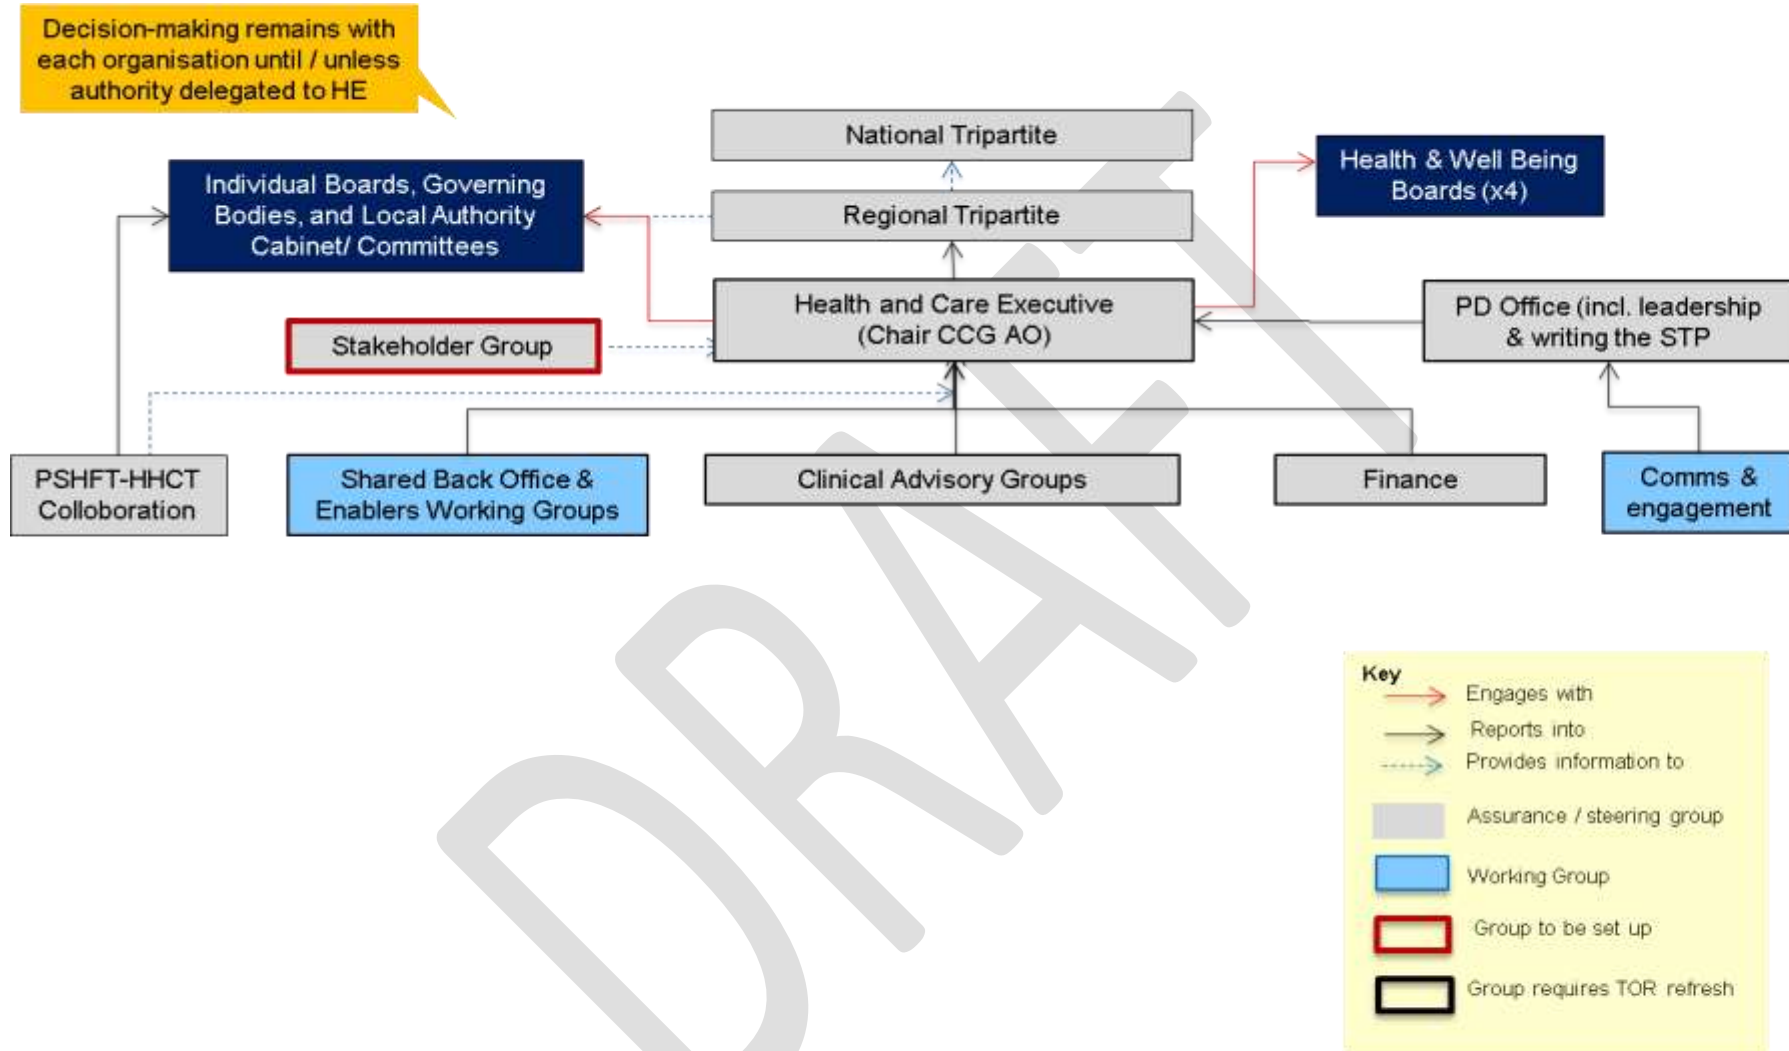 Decision-making remains with
each organisation until / unless
authority delegated to HE
National Tripartite
Individual Boards, Governing
Bodies, and Local Authority
Cabinet/ Committees
Regional Tripartite
Health & Well Being
Boards (x4)
Health and Care Executive
(Chair CCG AO)
PD Office (incl. leadership
& writing the STP
Stakeholder Group
PSHFT-HHCT
Colloboration
Shared Back Office &
Enablers Working Groups
Clinical Advisory Groups
Finance
Comms &
engagement
DRAFT
Key
Engages with
Reports into
Provides information to
Assurance / steering group
Working Group
Group to be set up
Group requires TOR refresh